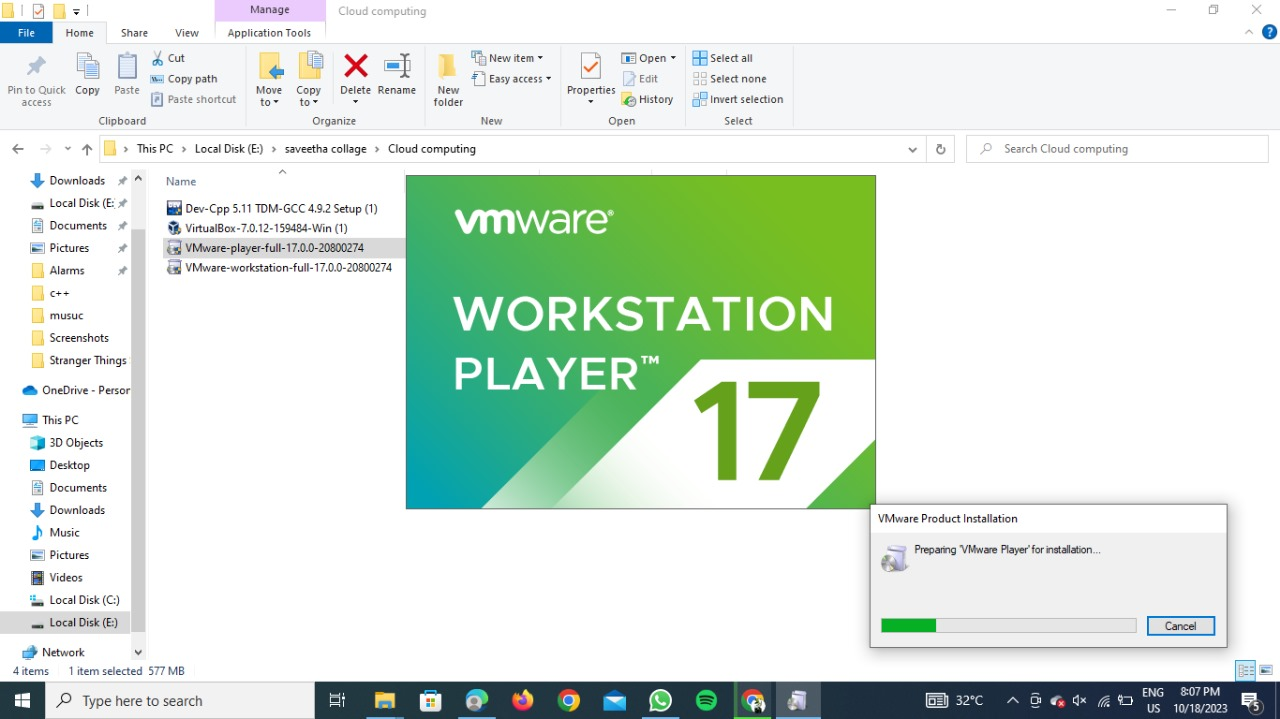 Manage
Cloud computing
File
Home
Share
View
Application Tools
Pin to Quick access
Copy
Paste
Cut
Copy path
Paste shortcut
Clipboard
Move to
Copy to
Delete
Rename
Organize
New folder
New item
Easy access
New
Properties
Open
Edit
History
Open
Select all
Select none
Invert selection
Select
This PC
Local Disk (E:)
saveetha collage
Cloud computing
Search Cloud computing
Downloads
Local Disk (E:
Documents
Pictures
Alarms
c++
musuc
Screenshots
Stranger Things
OneDrive - Person
This PC
3D Objects
Desktop
Documents
Downloads
Music
Pictures
Videos
Local Disk (C:)
Local Disk (E:)
Network
Name
Dev-Cpp 5.11 TDM-GCC 4.9.2 Setup (1)
VirtualBox-7.0.12-159484-Win (1)
VMware-player-full-17.0.0-20800274
VMware-workstation-full-17.0.0-20800274
vmware®
WORKSTATION
PLAYER™
17
VMware Product Installation
Preparing 'VMware Player' for installation...
Cancel
4 items
1 item selected 577 MB
Type here to search
32°C
ENG
US
8:07 PM
10/18/2023
5